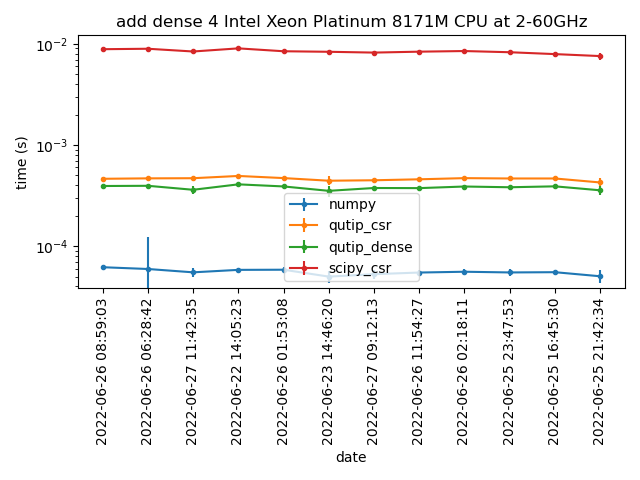 add dense 4 Intel Xeon Platinum 8171M CPU at 2-60GHz
10⁻²
10⁻³
10⁻⁴
time (s)
numpy
qutip_csr
qutip_dense
scipy_csr
2022-06-26 08:59:03
2022-06-26 06:28:42
2022-06-27 11:42:35
2022-06-22 14:05:23
2022-06-26 01:53:08
2022-06-23 14:46:20
2022-06-27 09:12:13
2022-06-26 11:54:27
2022-06-26 02:18:11
2022-06-25 23:47:53
2022-06-25 16:45:30
2022-06-25 21:42:34
date